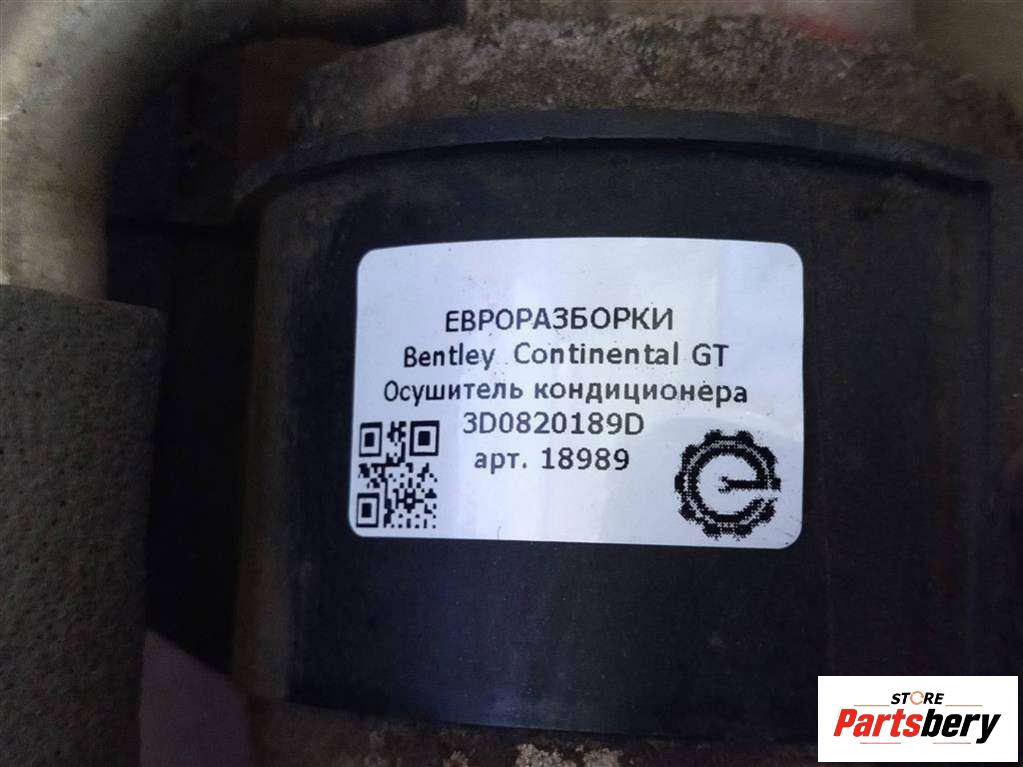 ЕВРОРАЗБОРКИ
Bentley Continental GT
Осушитель кондиционера
3D0820189D
арт. 18989
STORE
Partsbery